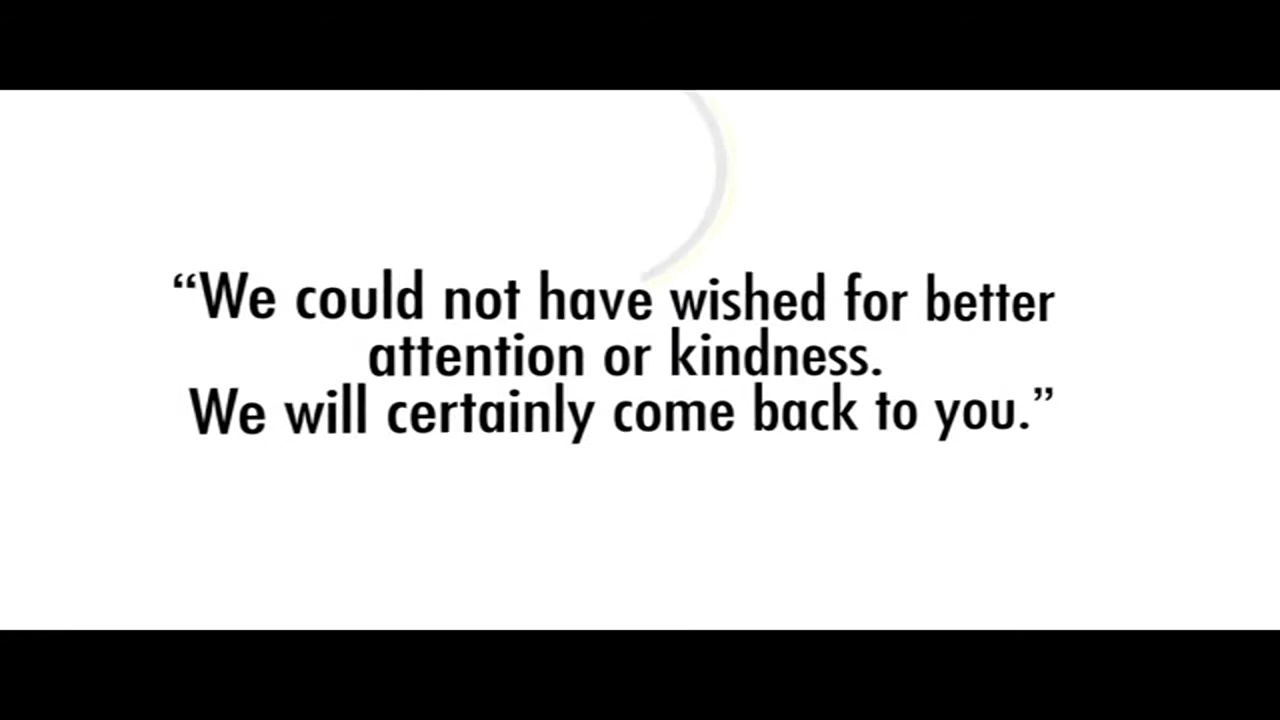 “We could not have wished for better
attention or kindness.
We will certainly come back to you.”